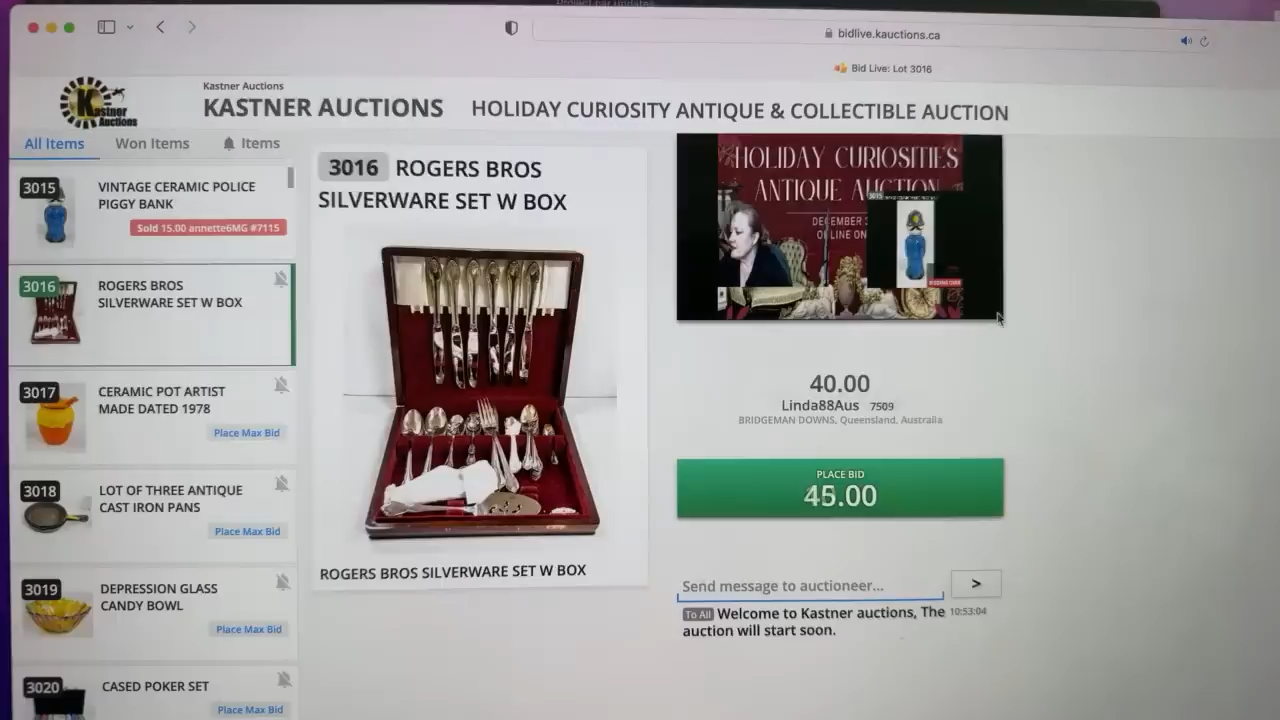 bidlive.kauctions.ca
Bid Live: Lot 3016
Kastner
Auctions
Kastner Auctions
KASTNER AUCTIONS
HOLIDAY CURIOSITY ANTIQUE & COLLECTIBLE AUCTION
All Items
Won Items
Items
3015
VINTAGE CERAMIC POLICE
PIGGY BANK
Sold 15.00 annette6MG #7115
3016
ROGERS BROS
SILVERWARE SET W BOX
3017
CERAMIC POT ARTIST
MADE DATED 1978
Place Max Bid
3018
LOT OF THREE ANTIQUE
CAST IRON PANS
Place Max Bid
3019
DEPRESSION GLASS
CANDY BOWL
Place Max Bid
3020
CASED POKER SET
Place Max Bid
3016 ROGERS BROS
SILVERWARE SET W BOX
ROGERS BROS SILVERWARE SET W BOX
HOLIDAY CURIOSITIES
ANTIQUE AUCTION
DECEMBER
ONLINE ON
3015
40.00
Linda88Aus 7509
BRIDGEMAN DOWNS, Queensland, Australia
PLACE BID
45.00
Send message to auctioneer...
>
To All Welcome to Kastner auctions, The 10:53:04
auction will start soon.